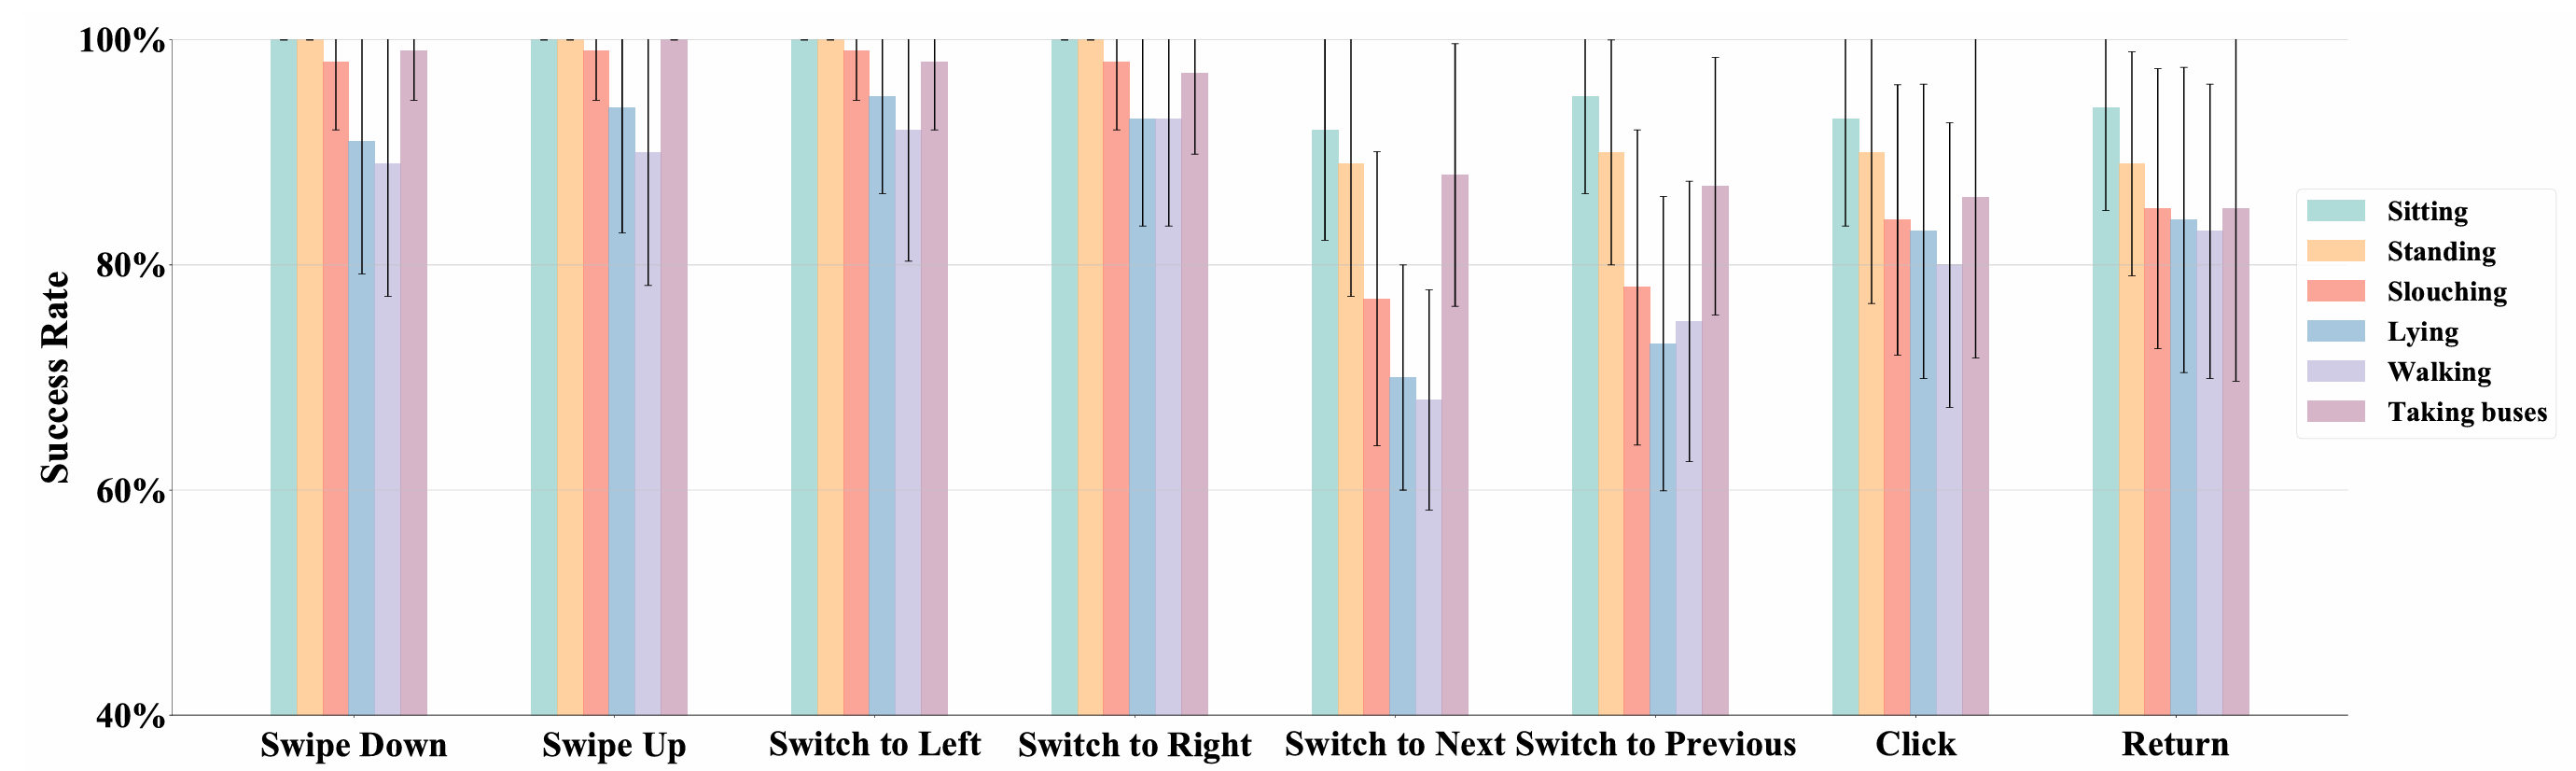 100%
80%
60%
40%
Success Rate
Swipe Down
Swipe Up
Switch to Left
Switch to Right
Switch to Next
Switch to Previous
Click
Return
Sitting
Standing
Slouching
Lying
Walking
Taking buses